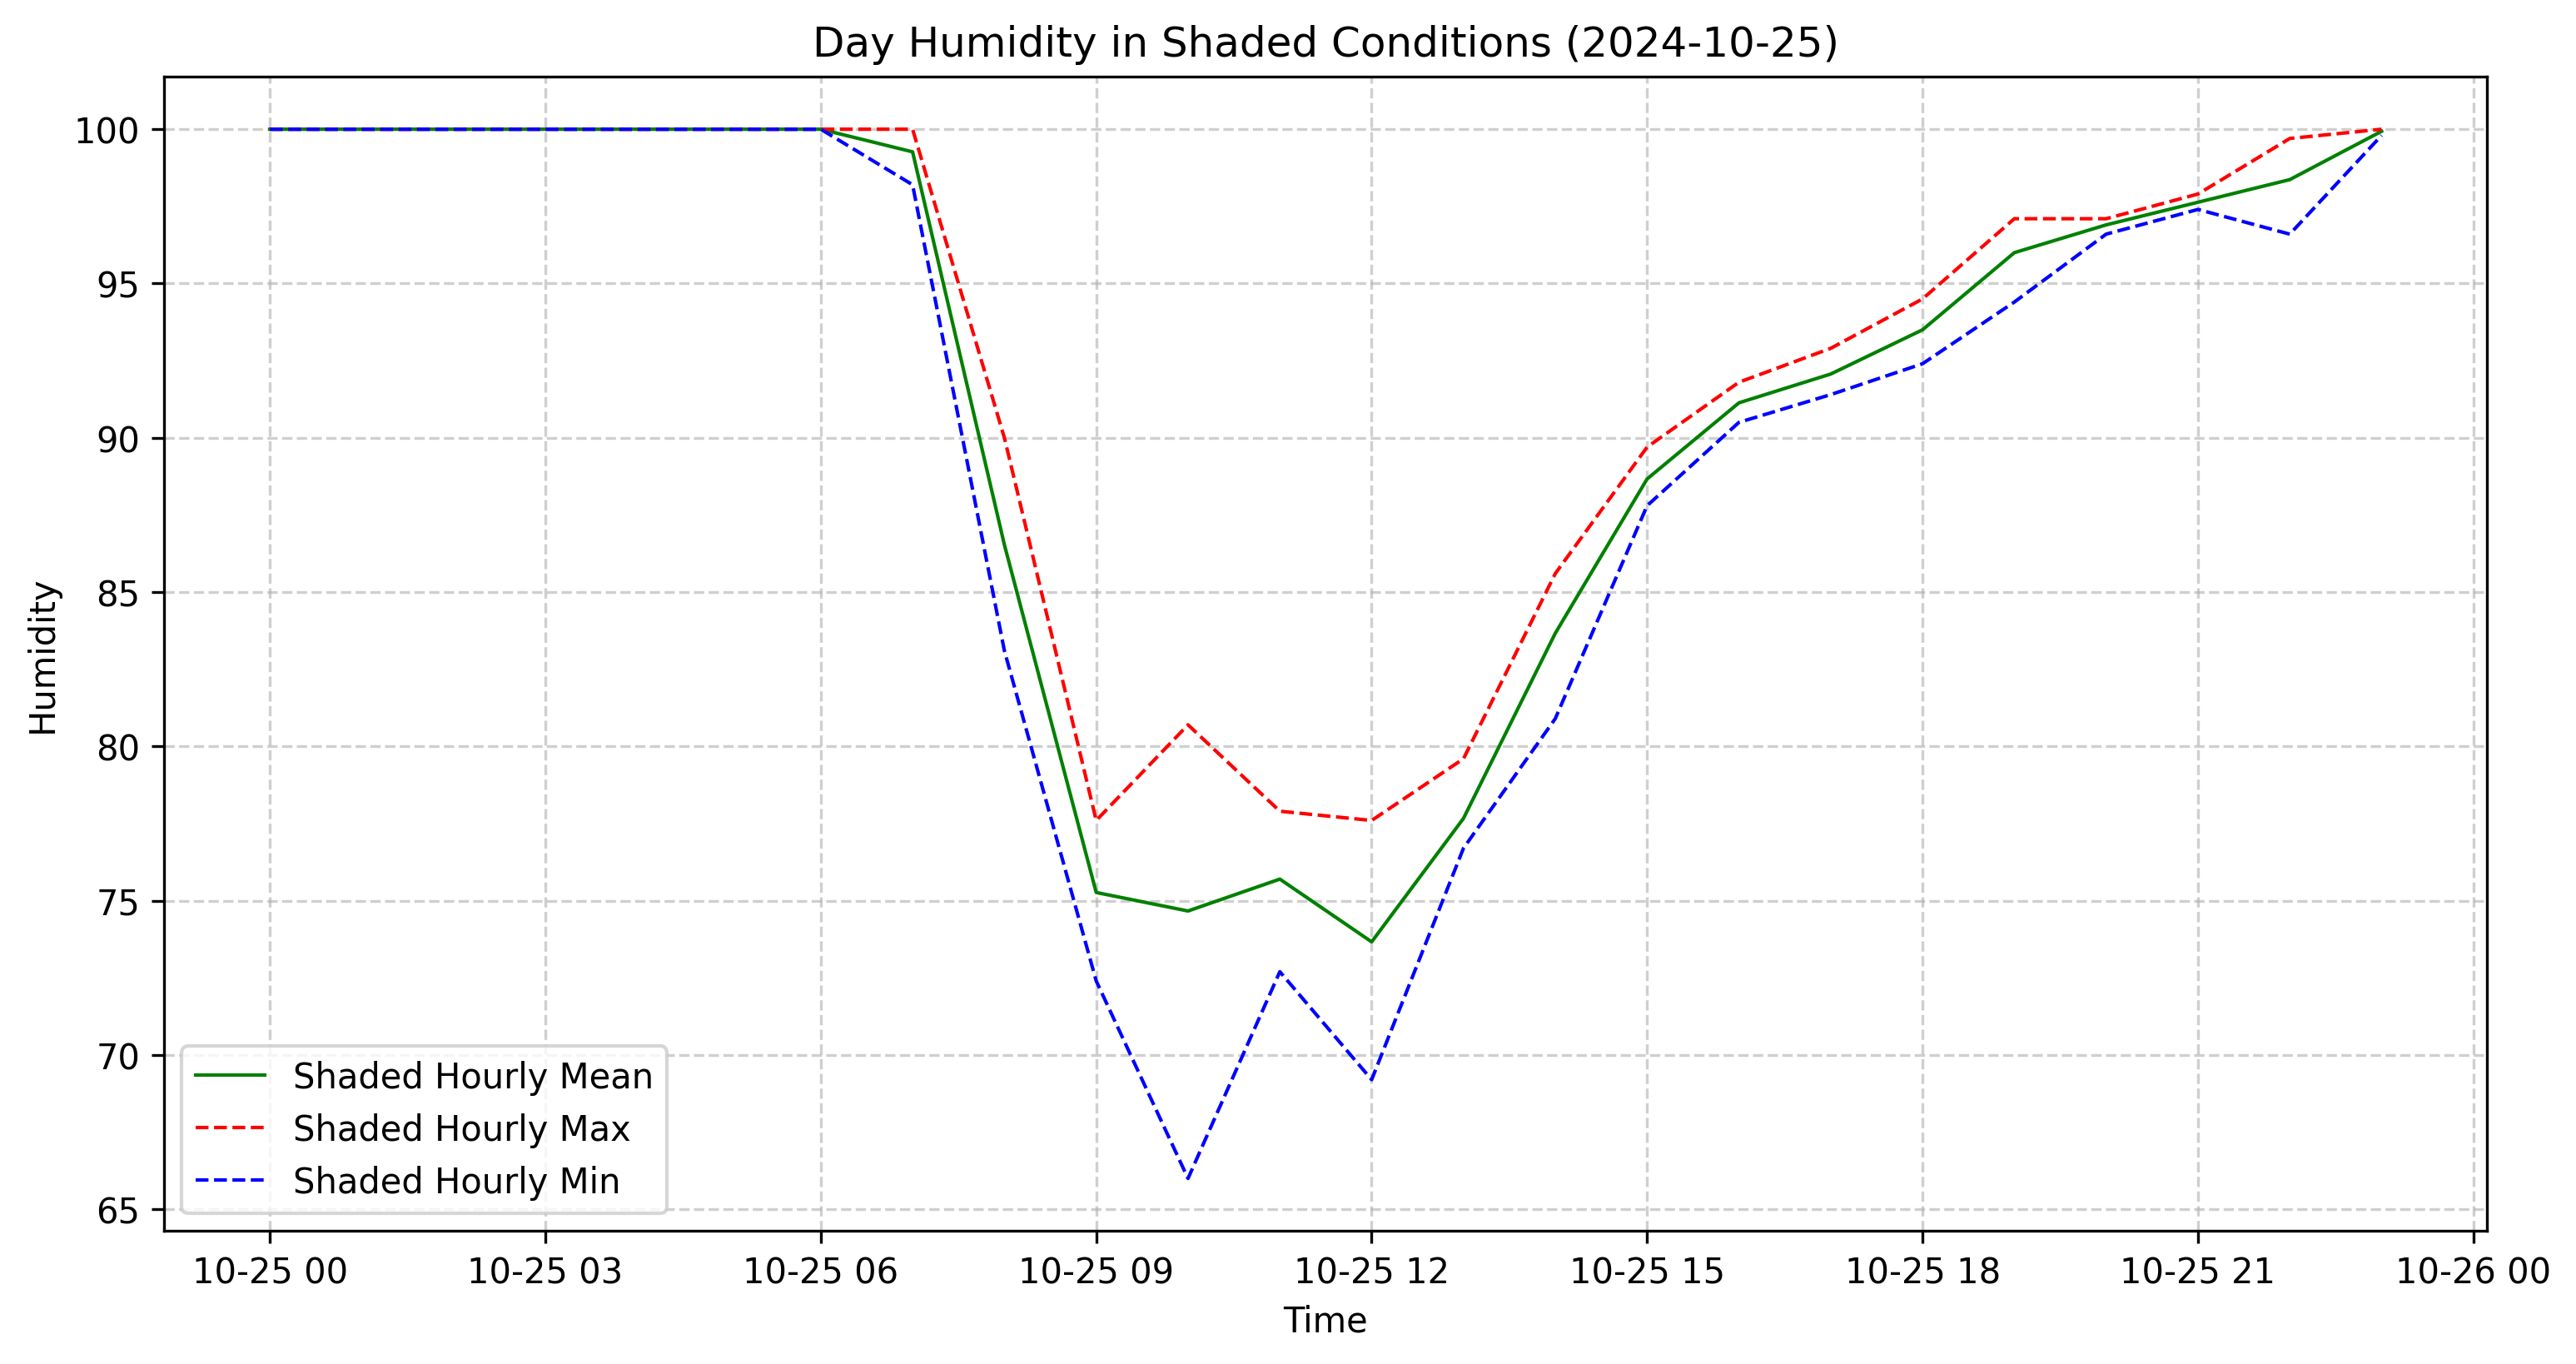 Day Humidity in Shaded Conditions (2024-10-25)
100
95
90
85
80
75
70
65
Humidity
Shaded Hourly Mean
Shaded Hourly Max
Shaded Hourly Min
10-25 00 10-25 03 10-25 06 10-25 09 10-25 12 10-25 15 10-25 18 10-25 21 10-26 00
Time